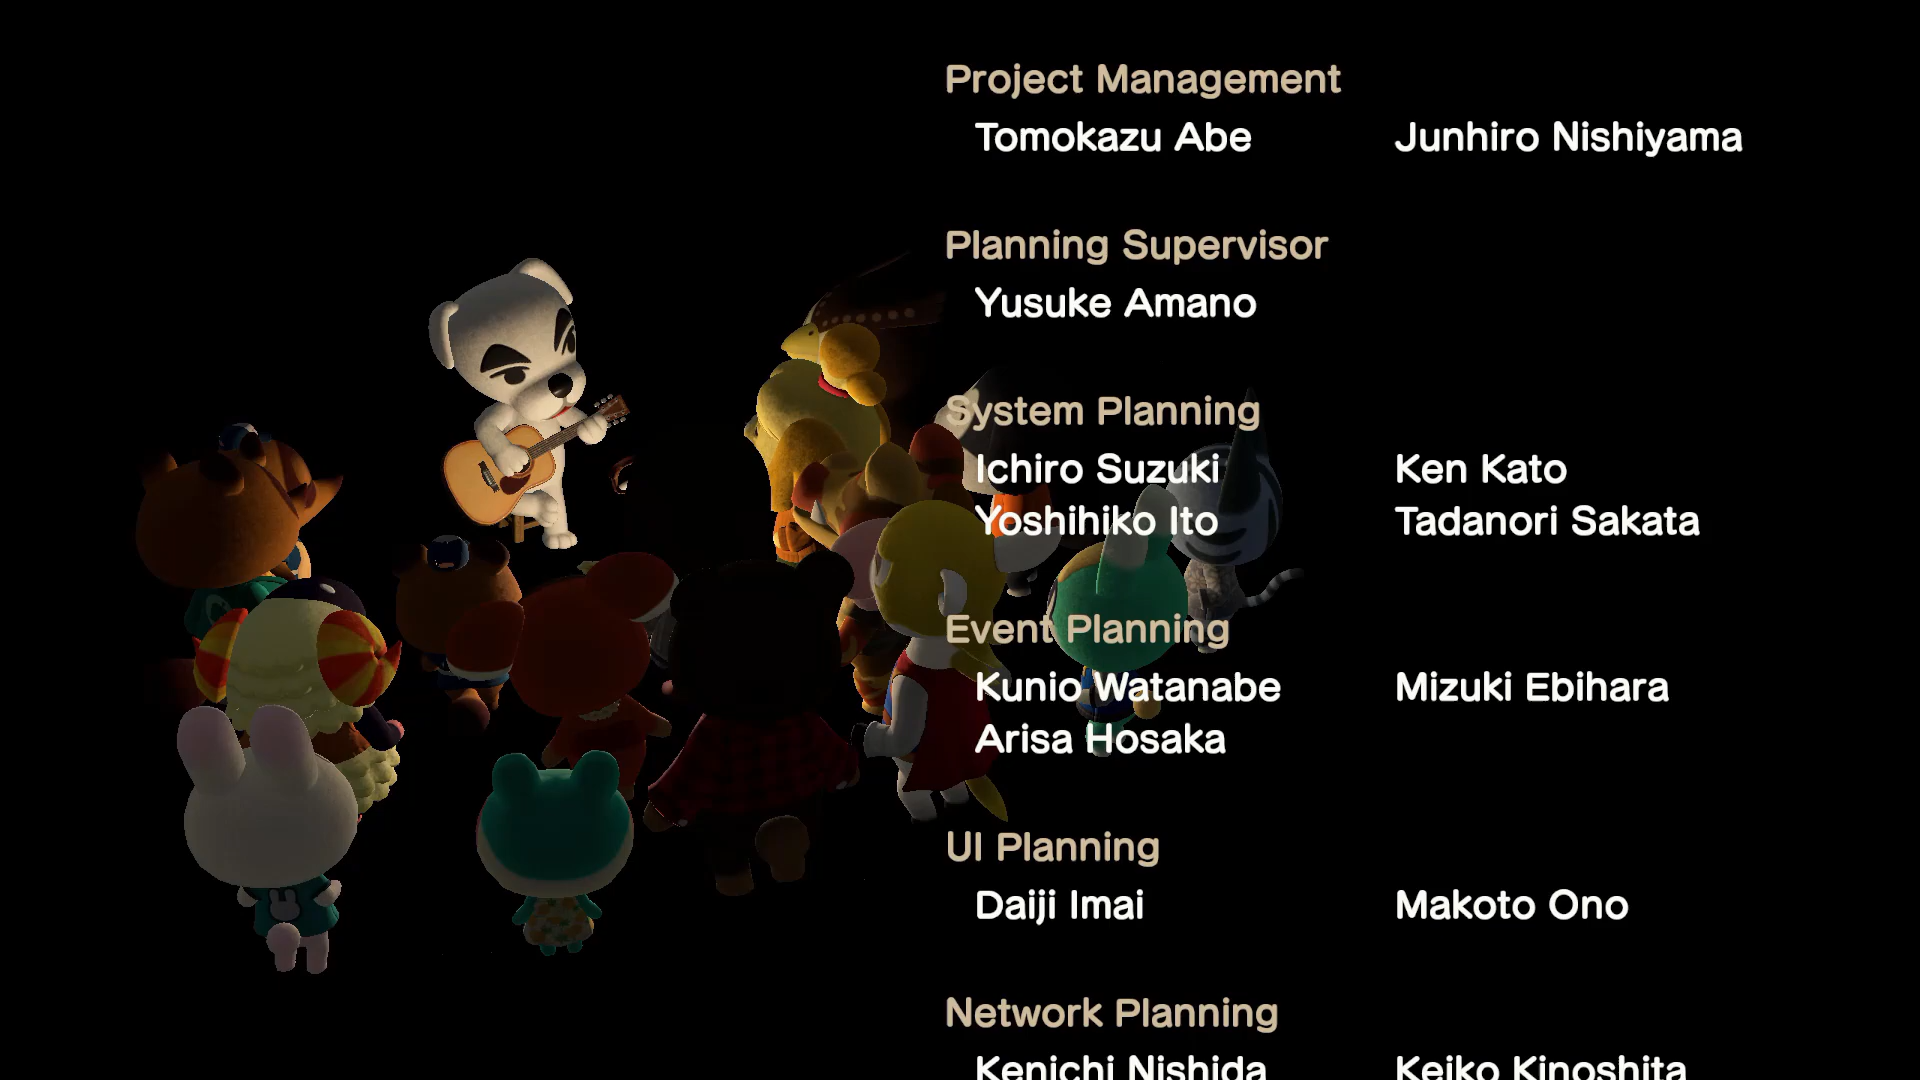 Project Management
Tomokazu Abe Junhiro Nishiyama
Planning Supervisor
Yusuke Amano
System Planning
Ichiro Suzuki Ken Kato
Yoshihiko Ito Tadanori Sakata
Event Planning
Kunio Watanabe Mizuki Ebihara
Arisa Hosaka
UI Planning
Daiji Imai Makoto Ono
Network Planning
Kenichi Nishida Keiko Kinoshita